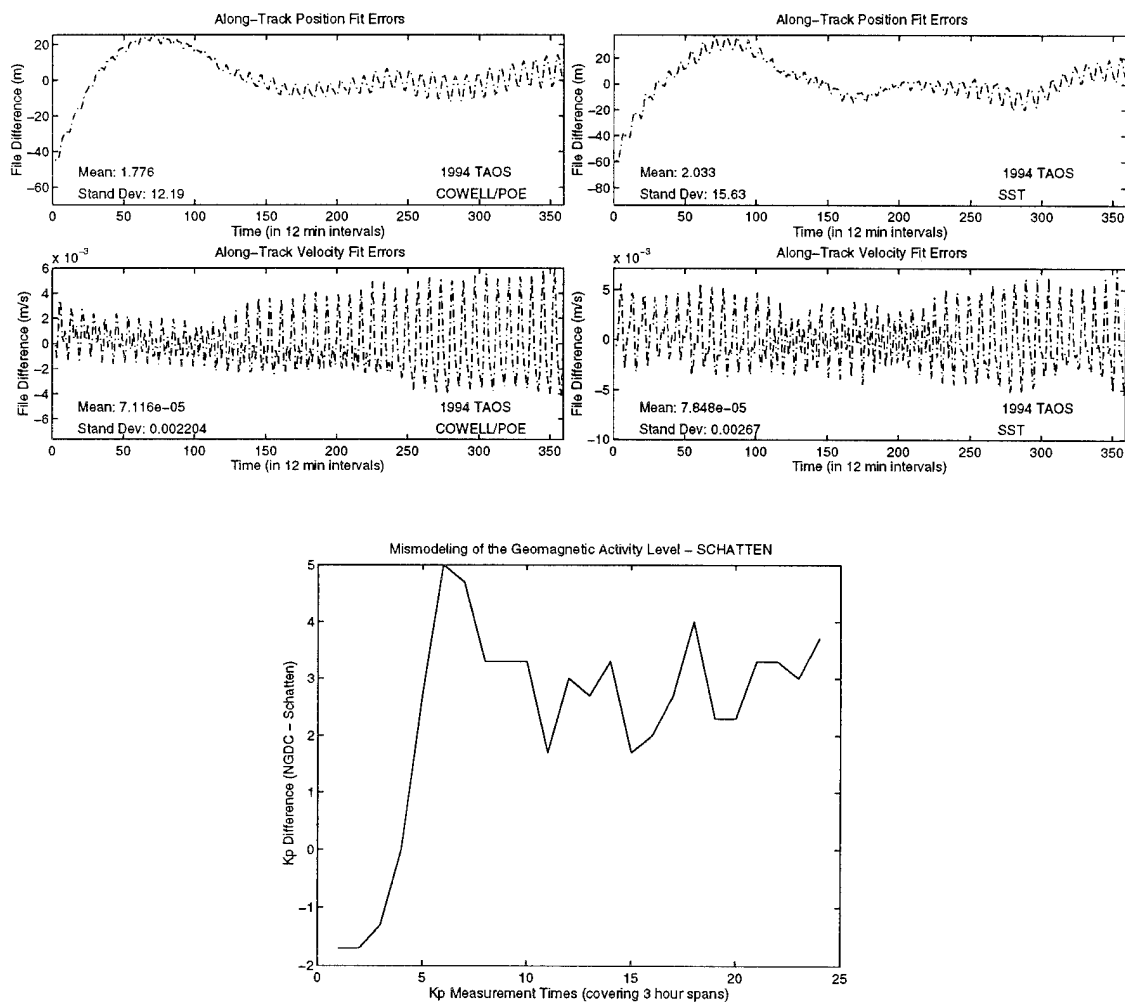 Along-Track Position Fit Errors
File Difference (m)
20
0
-20
-40
-60
Mean: 1.776
1994 TAOS
Stand Dev: 12.19
COWELL/POE
0 50 100 150 200 250 300 350
Time (in 12 min intervals)
Along-Track Position Fit Errors
File Difference (m)
20
0
-20
-40
-60
-80
Mean: 2.033
1994 TAOS
Stand Dev: 15.63
SST
0 50 100 150 200 250 300 350
Time (in 12 min intervals)
Along-Track Velocity Fit Errors
x 10^-3
File Difference (m/s)
6
4
2
0
-2
-4
-6
Mean: 7.116e-05
1994 TAOS
Stand Dev: 0.002204
COWELL/POE
0 50 100 150 200 250 300 350
Time (in 12 min intervals)
Along-Track Velocity Fit Errors
x 10^-3
File Difference (m/s)
5
0
-5
-10
Mean: 7.848e-05
1994 TAOS
Stand Dev: 0.00267
SST
0 50 100 150 200 250 300 350
Time (in 12 min intervals)
Mismodeling of the Geomagnetic Activity Level - SCHATTEN
Kp Difference (NGDC - Schatten)
5
4
3
2
1
0
-1
-2
0 5 10 15 20 25
Kp Measurement Times (covering 3 hour spans)